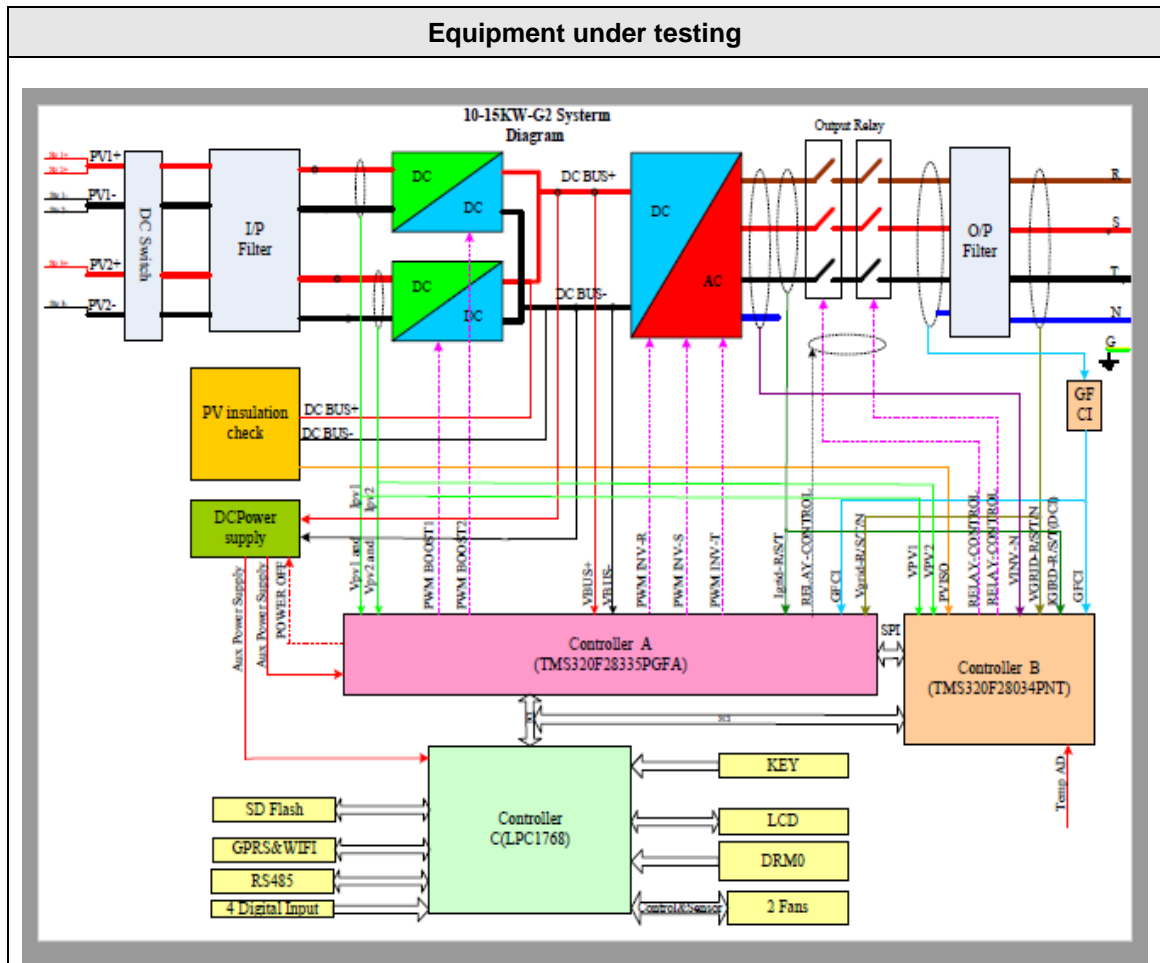 Equipment under testing
10-15KW-G2 Systerm
Diagram
Output Relay
PV1+
PV1-
PV2+
PV2-
DC Switch
I/P
Filter
DC
DC
DC
DC
DC BUS+
DC BUS-
DC
AC
O/P
Filter
R
S
T
N
G
GF
CI
PV insulation
check
DC BUS+
DC BUS-
DCPower
supply
Aux Power Supply
Aux Power Supply
POWER OFF
Vpv1 and Ipv1
Vpv2 and Ipv2
PWM BOOST1
PWM BOOST2
VBUS+
VBUS-
PWM INV-R
PWM INV-S
PWM INV-T
Igrid-R/S/T
RELAY-CONTROL
GFCI
Vgrid-R/S/T/N
VPV1
VPV2
PVISO
RELAY-CONTROL
RELAY-CONTROL
VINV-N
VGRID-R/S/T/N
IGIRD-R/S/T(DCI)
GFCI
Controller A
(TMS320F28335PGFA)
SPI
Controller B
(TMS320F28034PNT)
Temp AD
Controller
C(LPC1768)
SD Flash
GPRS&WIFI
RS485
4 Digital Input
KEY
LCD
DRM0
Control&Sensor
2 Fans